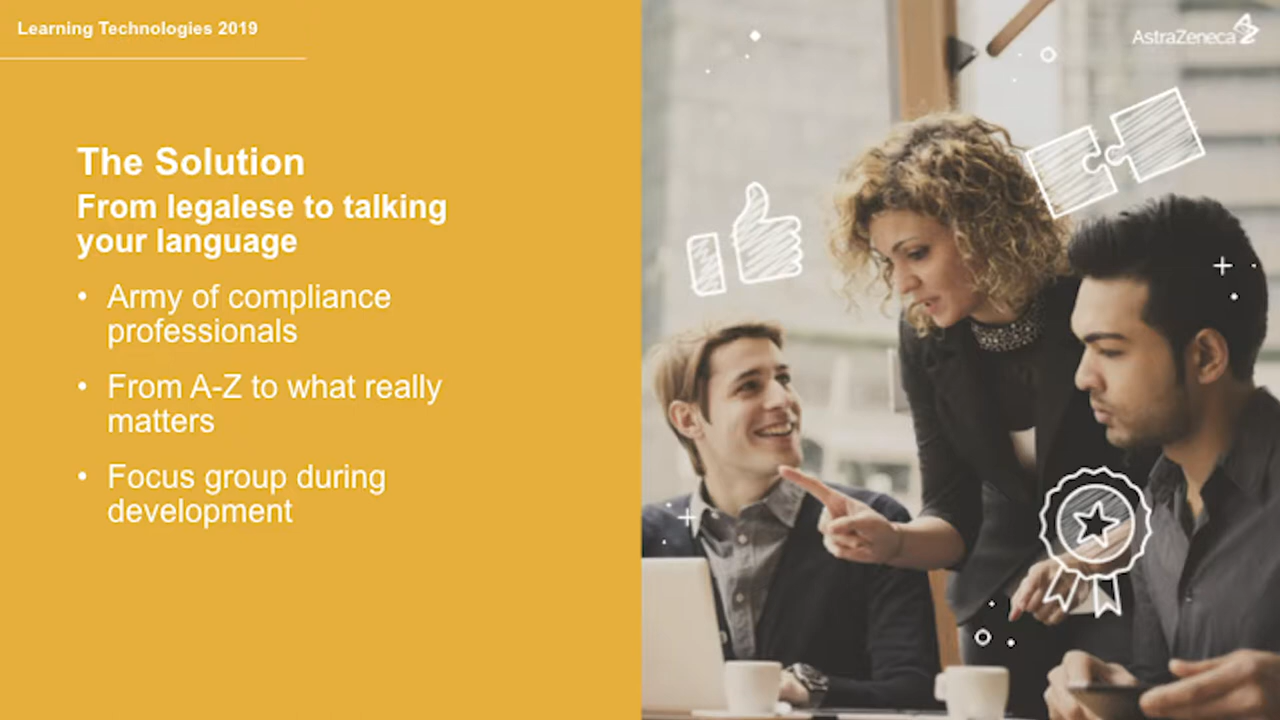 Learning Technologies 2019
AstraZeneca
The Solution
From legalese to talking
your language
• Army of compliance
professionals
• From A-Z to what really
matters
• Focus group during
development